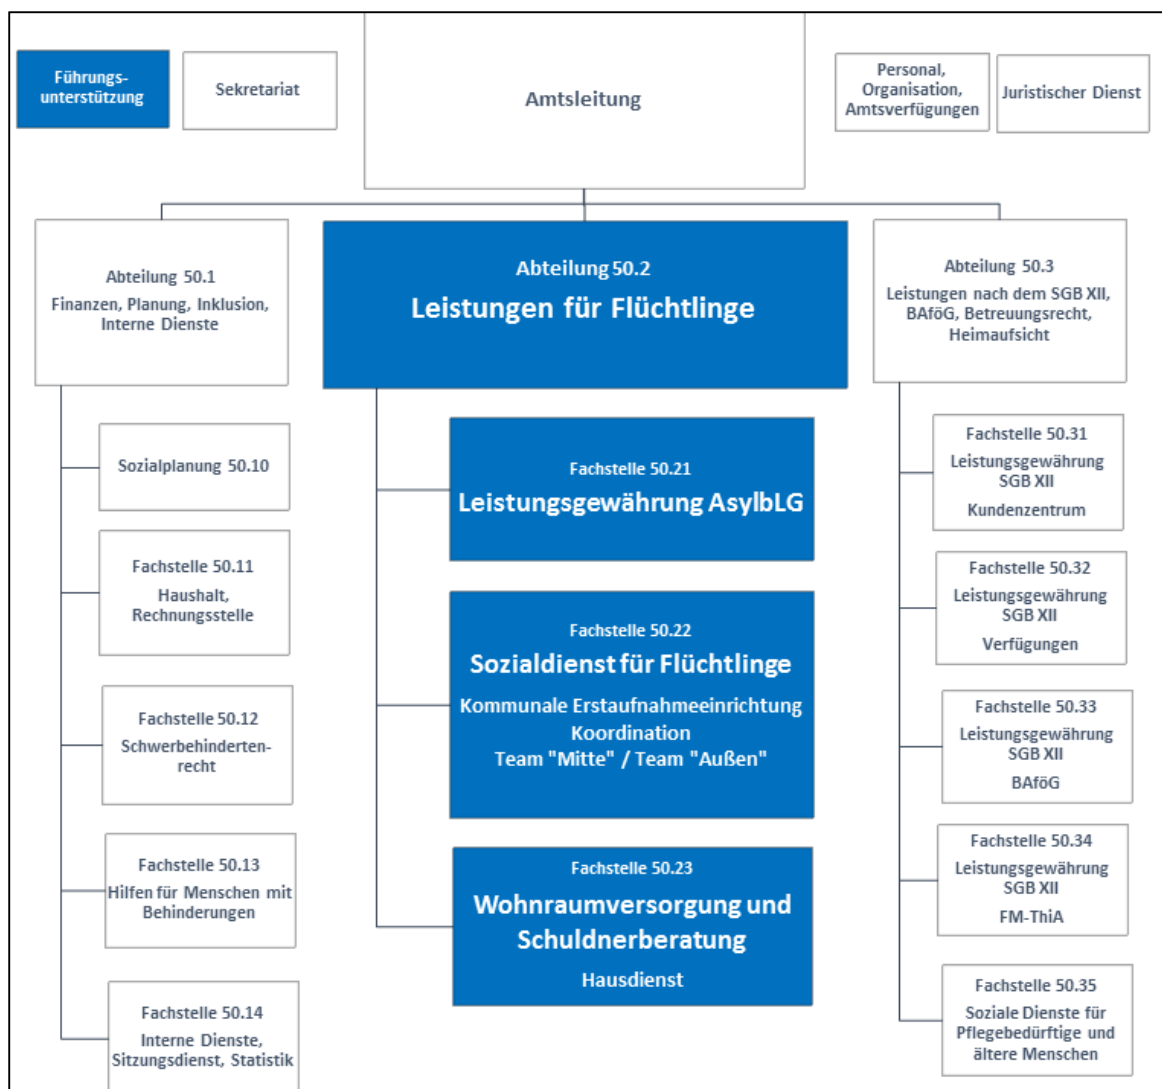 Führungs-
unterstützung
Sekretariat
Amtsleitung
Personal,
Organisation,
Amtsverfügungen
Juristischer Dienst
Abteilung 50.1
Finanzen, Planung, Inklusion,
Interne Dienste
Sozialplanung 50.10
Fachstelle 50.11
Haushalt,
Rechnungsstelle
Fachstelle 50.12
Schwerbehinderten-
recht
Fachstelle 50.13
Hilfen für Menschen mit
Behinderungen
Fachstelle 50.14
Interne Dienste,
Sitzungsdienst, Statistik
Abteilung 50.2
Leistungen für Flüchtlinge
Fachstelle 50.21
Leistungsgewährung AsylbLG
Fachstelle 50.22
Sozialdienst für Flüchtlinge
Kommunale Erstaufnahmeeinrichtung
Koordination
Team "Mitte" / Team "Außen"
Fachstelle 50.23
Wohnraumversorgung und
Schuldnerberatung
Hausdienst
Abteilung 50.3
Leistungen nach dem SGB XII,
BAföG, Betreuungsrecht,
Heimaufsicht
Fachstelle 50.31
Leistungsgewährung
SGB XII
Kundenzentrum
Fachstelle 50.32
Leistungsgewährung
SGB XII
Verfügungen
Fachstelle 50.33
Leistungsgewährung
SGB XII
BAföG
Fachstelle 50.34
Leistungsgewährung
SGB XII
FM-ThiA
Fachstelle 50.35
Soziale Dienste für
Pflegebedürftige und
ältere Menschen